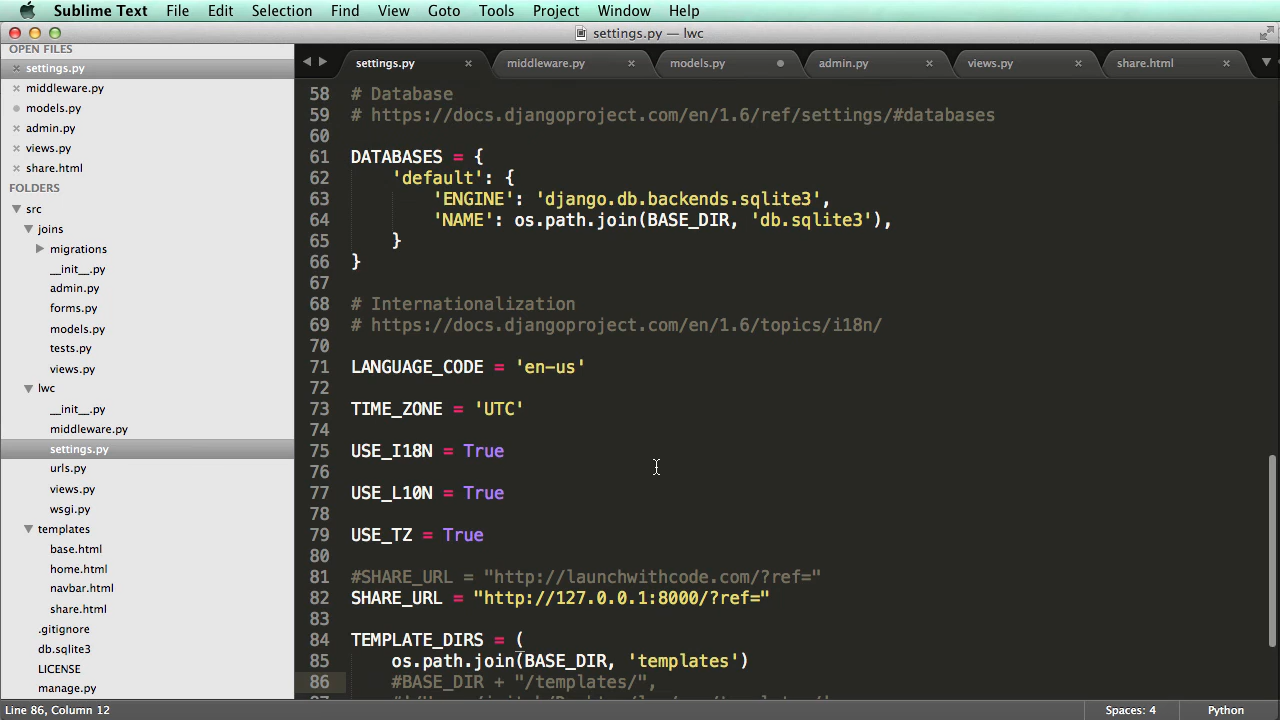 Sublime Text File Edit Selection Find View Goto Tools Project Window Help
settings.py — lwc
OPEN FILES
settings.py
middleware.py
models.py
admin.py
views.py
share.html
FOLDERS
src
joins
migrations
__init__.py
admin.py
forms.py
models.py
tests.py
views.py
lwc
__init__.py
middleware.py
settings.py
urls.py
views.py
wsgi.py
templates
base.html
home.html
navbar.html
share.html
.gitignore
db.sqlite3
LICENSE
manage.py
settings.py middleware.py models.py admin.py views.py share.html
58 # Database
59 # https://docs.djangoproject.com/en/1.6/ref/settings/#databases
60
61 DATABASES = {
62 'default': {
63 'ENGINE': 'django.db.backends.sqlite3',
64 'NAME': os.path.join(BASE_DIR, 'db.sqlite3'),
65 }
66 }
67
68 # Internationalization
69 # https://docs.djangoproject.com/en/1.6/topics/i18n/
70
71 LANGUAGE_CODE = 'en-us'
72
73 TIME_ZONE = 'UTC'
74
75 USE_I18N = True
76
77 USE_L10N = True
78
79 USE_TZ = True
80
81 #SHARE_URL = "http://launchwithcode.com/?ref="
82 SHARE_URL = "http://127.0.0.1:8000/?ref="
83
84 TEMPLATE_DIRS = (
85 os.path.join(BASE_DIR, 'templates')
86 #BASE_DIR + "/templates/",
Line 86, Column 12 Spaces: 4 Python